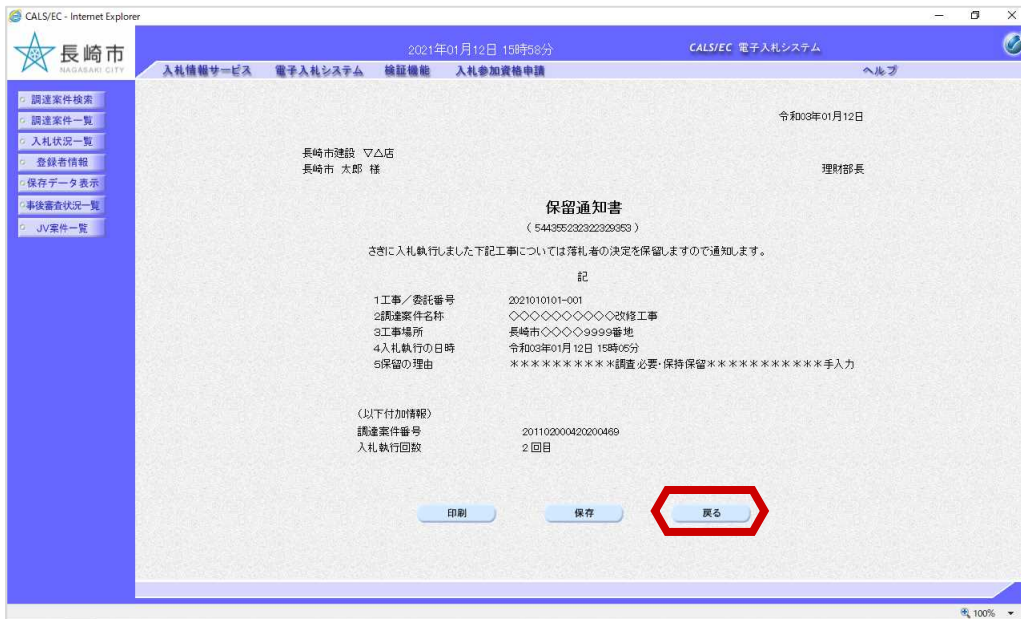 CALS/EC - Internet Explorer
長崎市
NAGASAKI CITY
2021年01月12日 15時58分
CALS/EC 電子入札システム
入札情報サービス 電子入札システム 検証機能 入札参加資格申請 ヘルプ
調達案件検索
調達案件一覧
入札状況一覧
登録者情報
保存データ表示
事後審査状況一覧
JV案件一覧
令和03年01月12日
長崎市建設 ▽△店
長崎市 太郎 様 理財部長
保留通知書
(544355232322329353)
さきに入札執行しました下記工事については落札者の決定を保留しますので通知します。
記
1工事/委託番号 2021010101-001
2調達案件名称 ◇◇◇◇◇◇◇◇◇◇改修工事
3工事場所 長崎市◇◇◇◇9999番地
4入札執行の日時 令和03年01月12日 15時05分
5保留の理由 **********調査必要・保持保留***********手入力
(以下付加情報)
調達案件番号 201102000420200469
入札執行回数 2回目
印刷 保存 戻る
100%